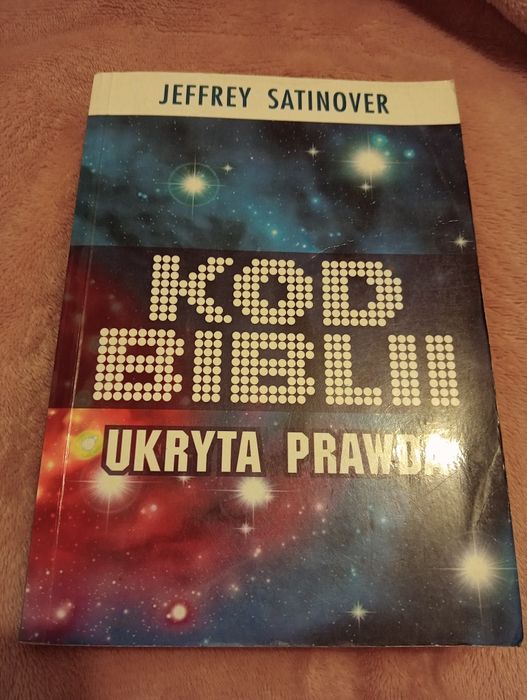 JEFFREY SATINOVER
KOD
BIBLII
UKRYTA PRAWDA